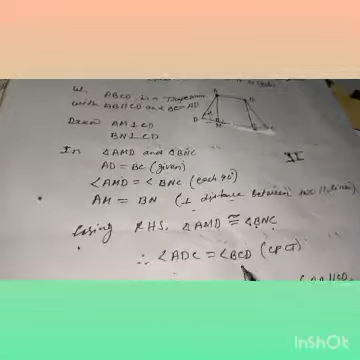 ABCD is a Trapezium
with AB||CD and BC=AD
Draw AM⊥CD
BN⊥CD
In △AMD and △BNC
AD = BC (given)
∠AMD = ∠BNC (each 90°)
AM = BN (⊥ distance between two || lines)
Using RHS, △AMD ≅ △BNC
∴ ∠ADC = ∠BCD (CPCT)
InShOt